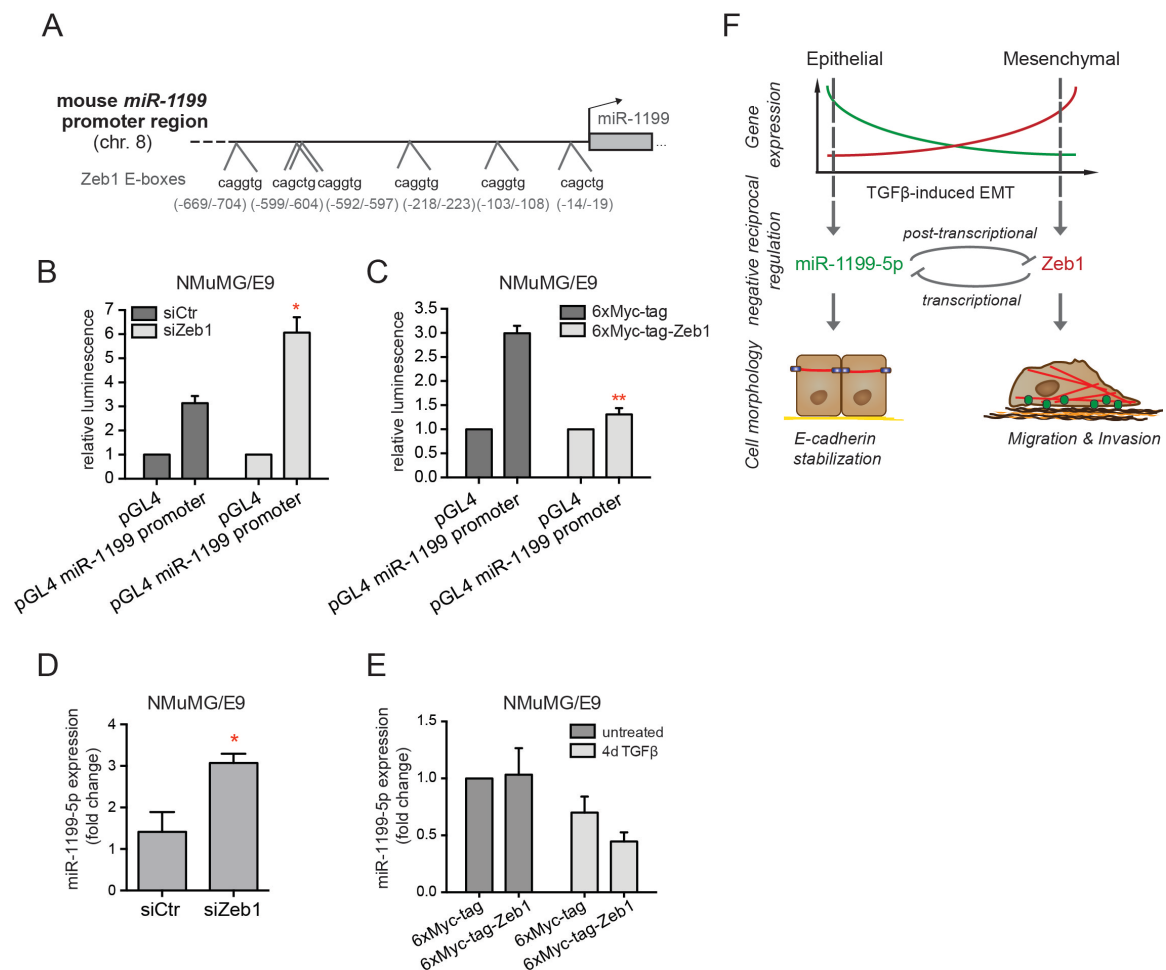 A
mouse miR-1199
promoter region
(chr. 8)
miR-1199
...
Zeb1 E-boxes
caggtg cagctg caggtg caggtg caggtg cagctg
(-669/-704) (-599/-604) (-592/-597) (-218/-223) (-103/-108) (-14/-19)
B
NMuMG/E9
siCtr
siZeb1
relative luminescence
7
6
5
4
3
2
1
0
*
pGL4
pGL4 miR-1199 promoter
pGL4
pGL4 miR-1199 promoter
C
NMuMG/E9
6xMyc-tag
6xMyc-tag-Zeb1
relative luminescence
3.5
3.0
2.5
2.0
1.5
1.0
0.5
0.0
**
pGL4
pGL4 miR-1199 promoter
pGL4
pGL4 miR-1199 promoter
D
NMuMG/E9
miR-1199-5p expression
(fold change)
4
3
2
1
0
*
siCtr siZeb1
E
NMuMG/E9
untreated
4d TGFβ
miR-1199-5p expression
(fold change)
1.5
1.0
0.5
0.0
6xMyc-tag
6xMyc-tag-Zeb1
6xMyc-tag
6xMyc-tag-Zeb1
F
Epithelial Mesenchymal
Gene
expression
TGFβ-induced EMT
negative reciprocal
regulation
post-transcriptional
miR-1199-5p Zeb1
transcriptional
Cell morphology
E-cadherin
stabilization
Migration & Invasion